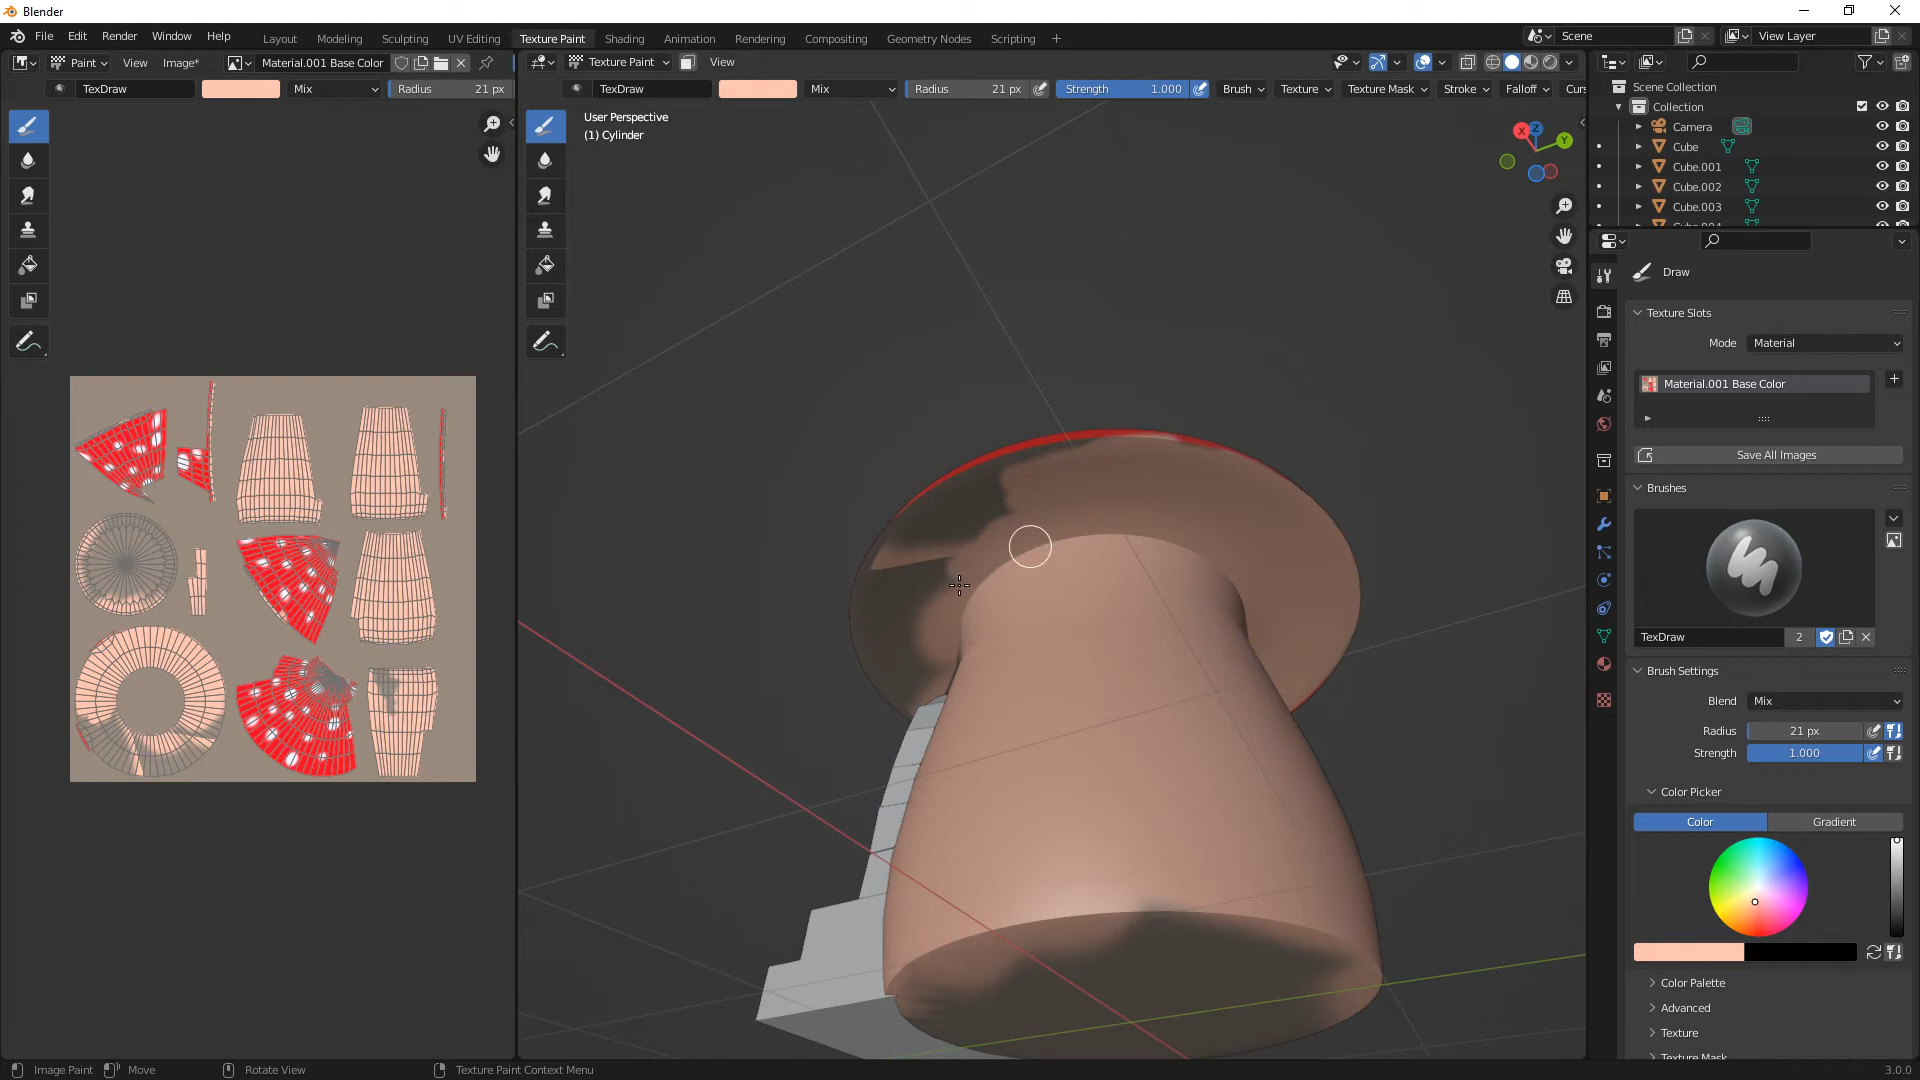 Blender
File Edit Render Window Help Layout Modeling Sculpting UV Editing Texture Paint Shading Animation Rendering Compositing Geometry Nodes Scripting + Scene View Layer
Paint View Image* Material.001 Base Color Texture Paint View
TexDraw Mix Radius 21 px TexDraw Mix Radius 21 px Strength 1.000 Brush Texture Texture Mask Stroke Falloff Curs
User Perspective
(1) Cylinder
X Z Y
Scene Collection
Collection
Camera
Cube
Cube.001
Cube.002
Cube.003
Cube.004
Draw
Texture Slots
Mode Material
Material.001 Base Color
Save All Images
Brushes
TexDraw 2
Brush Settings
Blend Mix
Radius 21 px
Strength 1.000
Color Picker
Color Gradient
Color Palette
Advanced
Texture
Texture Mask
Image Paint Move Rotate View Texture Paint Context Menu 3.0.0